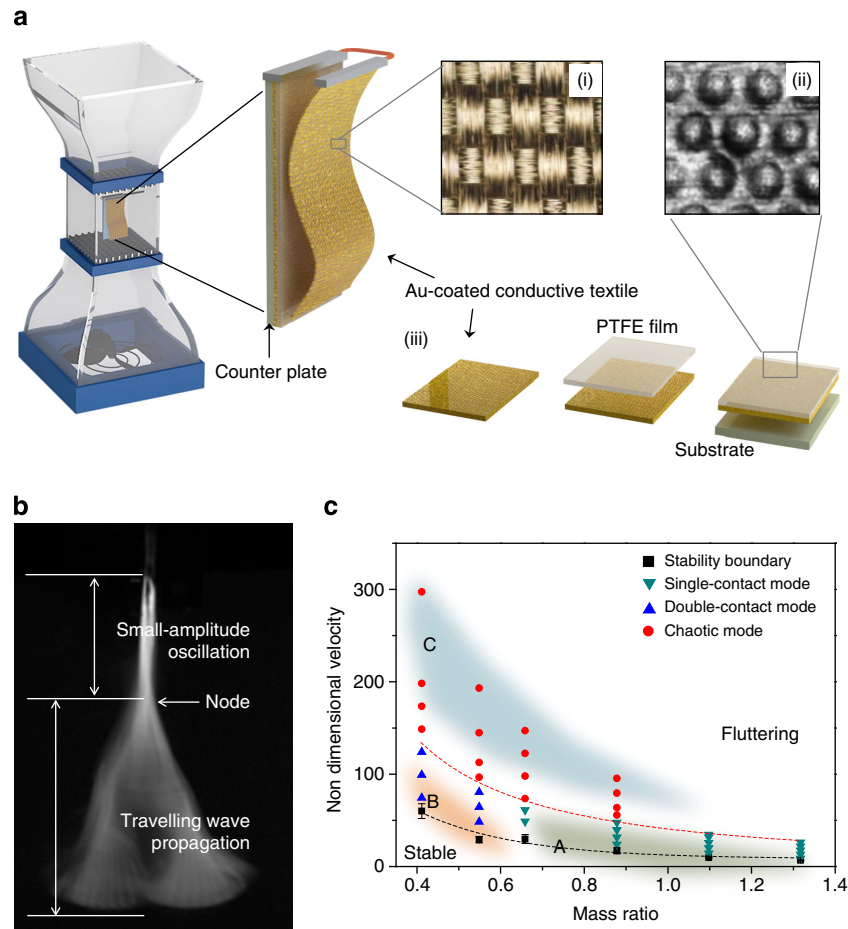 a
(i)
(ii)
Au-coated conductive textile
(iii)
PTFE film
Counter plate
Substrate
b
Small-amplitude
oscillation
Node
Travelling wave
propagation
c
Non dimensional velocity
300
200
100
0
0.4
0.6
0.8
1.0
1.2
1.4
Mass ratio
Stability boundary
Single-contact mode
Double-contact mode
Chaotic mode
C
Fluttering
B
A
Stable